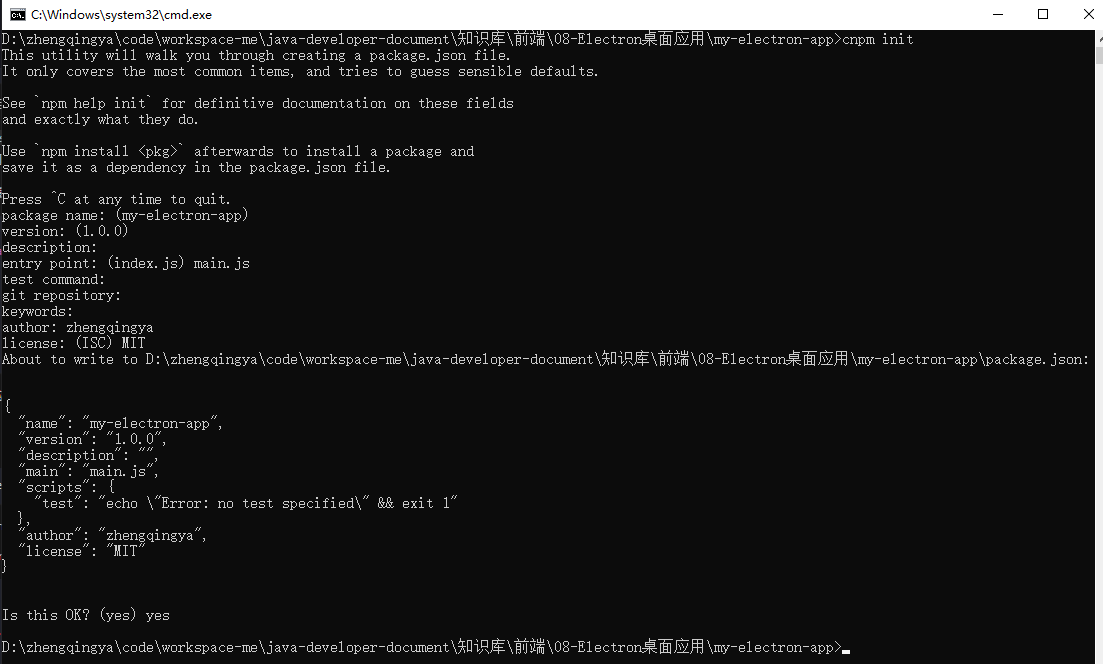 C:\Windows\system32\cmd.exe
D:\zhengqingya\code\workspace-me\java-developer-document\知识库\前端\08-Electron桌面应用\my-electron-app>cnpm init
This utility will walk you through creating a package.json file.
It only covers the most common items, and tries to guess sensible defaults.
See `npm help init` for definitive documentation on these fields
and exactly what they do.
Use `npm install <pkg>` afterwards to install a package and
save it as a dependency in the package.json file.
Press ^C at any time to quit.
package name: (my-electron-app)
version: (1.0.0)
description:
entry point: (index.js) main.js
test command:
git repository:
keywords:
author: zhengqingya
license: (ISC) MIT
About to write to D:\zhengqingya\code\workspace-me\java-developer-document\知识库\前端\08-Electron桌面应用\my-electron-app\package.json:
{
  "name": "my-electron-app",
  "version": "1.0.0",
  "description": "",
  "main": "main.js",
  "scripts": {
    "test": "echo \"Error: no test specified\" && exit 1"
  },
  "author": "zhengqingya",
  "license": "MIT"
}
Is this OK? (yes) yes
D:\zhengqingya\code\workspace-me\java-developer-document\知识库\前端\08-Electron桌面应用\my-electron-app>